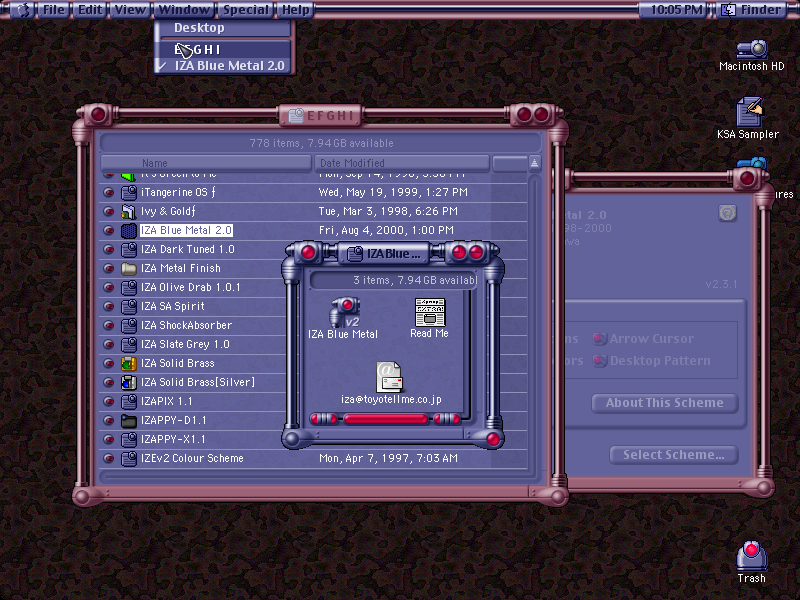 File Edit View Window Special Help 10:05 PM Finder
Desktop
E F G H I
IZA Blue Metal 2.0
Macintosh HD
KSA Sampler
EFGHI
778 items, 7.94 GB available
Name Date Modified
It's Green to Me Mon, Sep 14, 1998, 3:38 PM
iTangerine OS ƒ Wed, May 19, 1999, 1:27 PM
Ivy & Goldƒ Tue, Mar 3, 1998, 6:26 PM
IZA Blue Metal 2.0 Fri, Aug 4, 2000, 1:00 PM
IZA Dark Tuned 1.0
IZA Metal Finish
IZA Olive Drab 1.0.1
IZA SA Spirit
IZA ShockAbsorber
IZA Slate Grey 1.0
IZA Solid Brass
IZA Solid Brass[Silver]
IZAPIX 1.1
IZAPPY-D1.1
IZAPPY-X1.1
IZEv2 Colour Scheme Mon, Apr 7, 1997, 7:03 AM
IZA Blue ...
3 items, 7.94 GB availabl
v2
IZA Blue Metal
Read Me
iza@toyotellme.co.jp
ires
tal 2.0
98-2000
awa
v2.3.1
ns Arrow Cursor
ors Desktop Pattern
About This Scheme
Select Scheme...
Trash